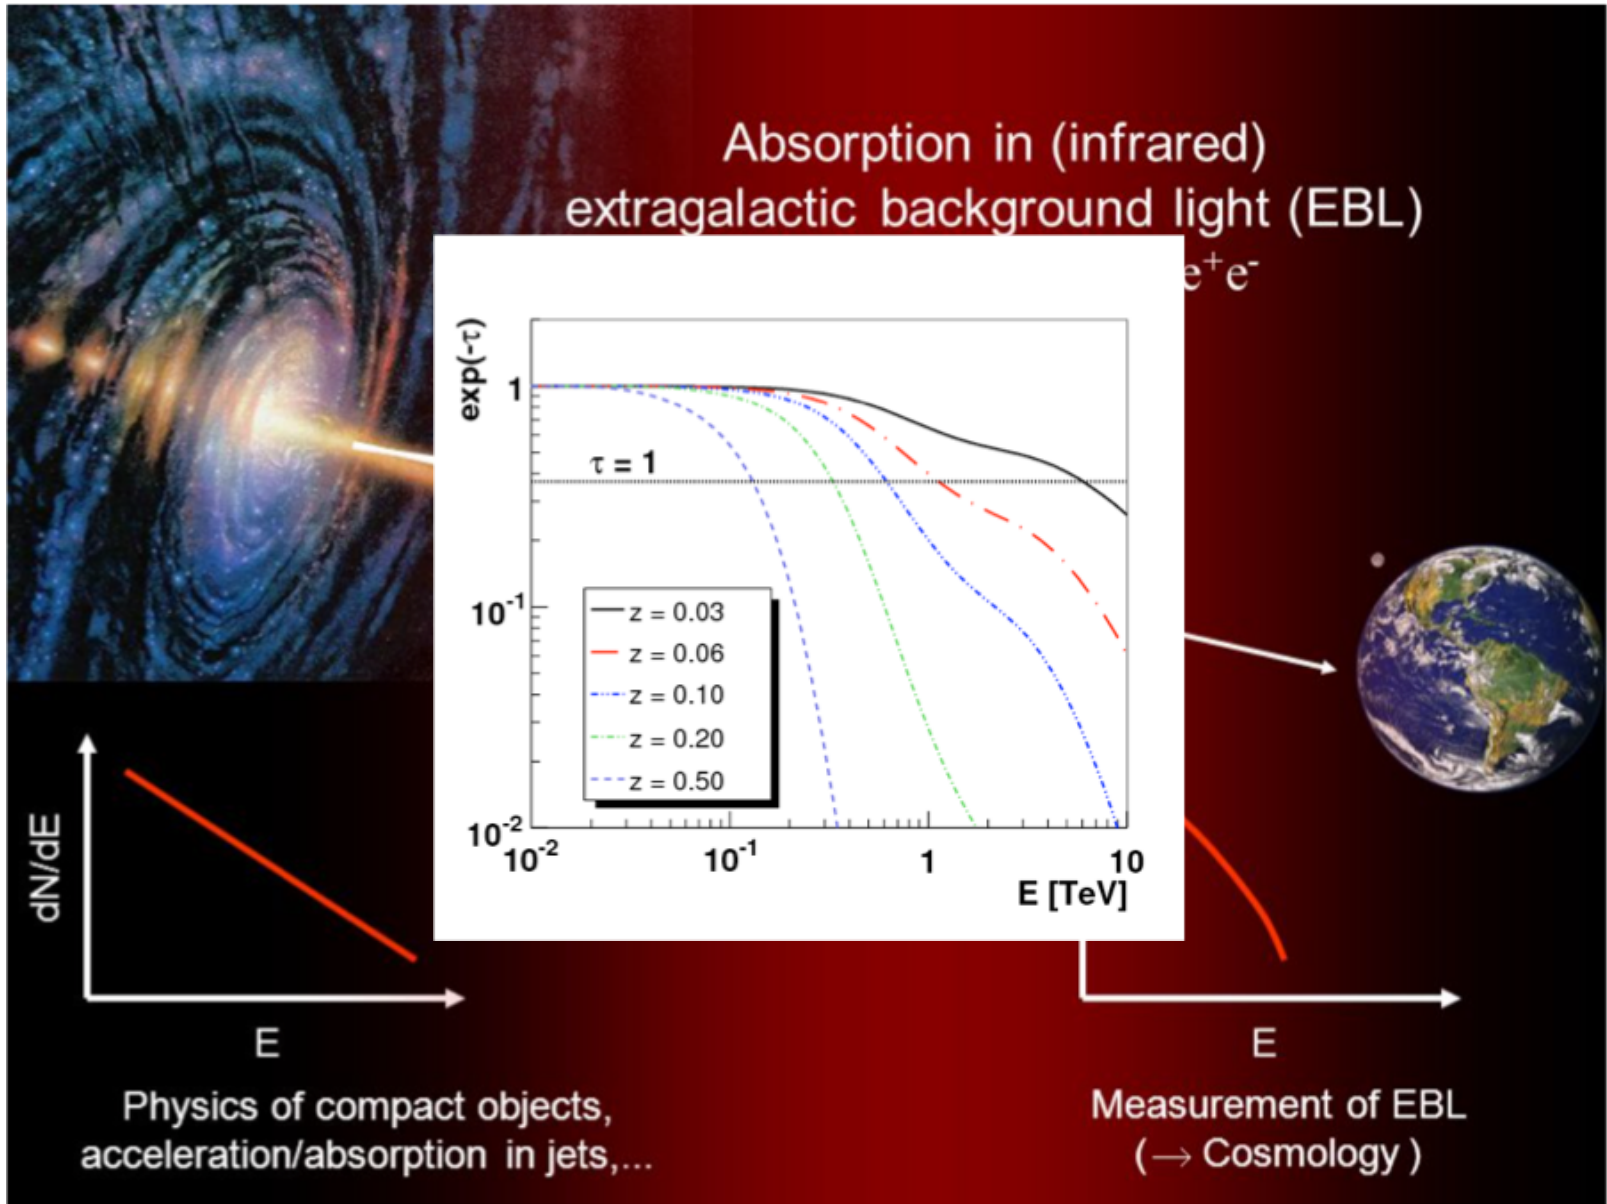 Absorption in (infrared)
extragalactic background light (EBL)
e⁺e⁻
exp(-τ)
1
τ = 1
10⁻¹
z = 0.03
z = 0.06
z = 0.10
z = 0.20
z = 0.50
10⁻²
10⁻² 10⁻¹ 1 10
E [TeV]
dN/dE
E
E
Physics of compact objects,
acceleration/absorption in jets,...
Measurement of EBL
(→ Cosmology )